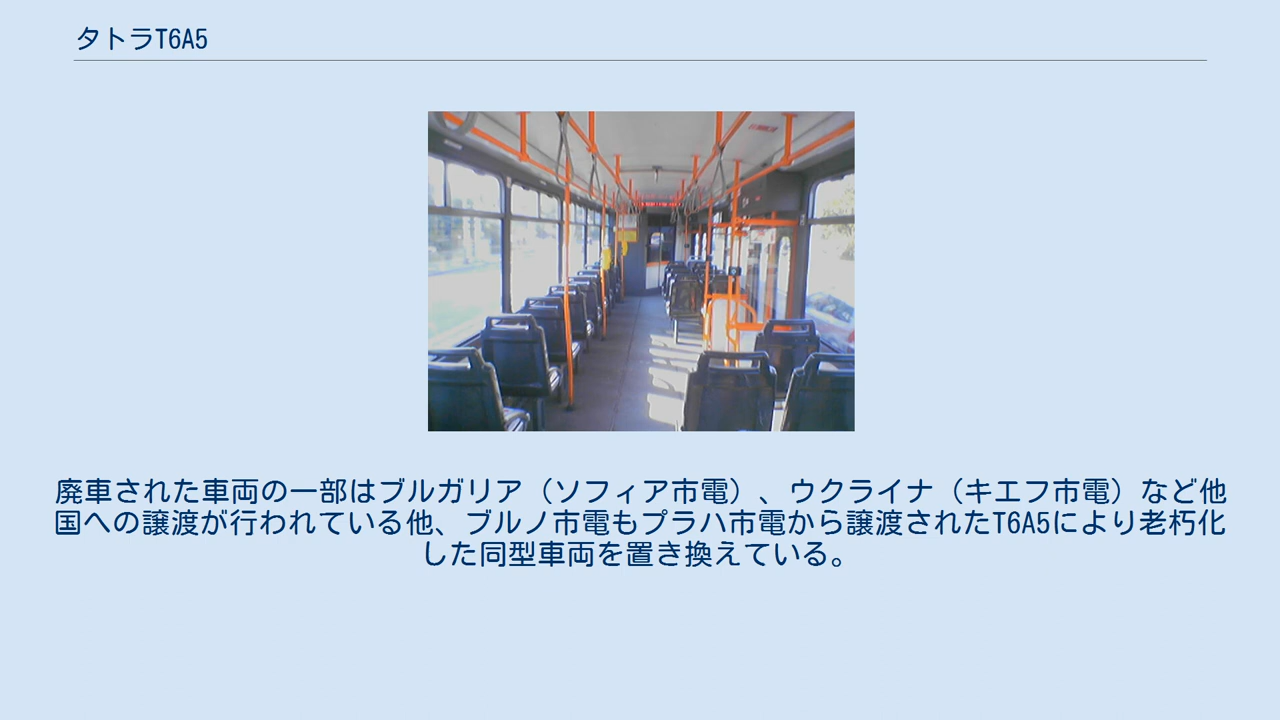 タトラT6A5
廃車された車両の一部はブルガリア（ソフィア市電）、ウクライナ（キエフ市電）など他
国への譲渡が行われている他、ブルノ市電もプラハ市電から譲渡されたT6A5により老朽化
した同型車両を置き換えている。